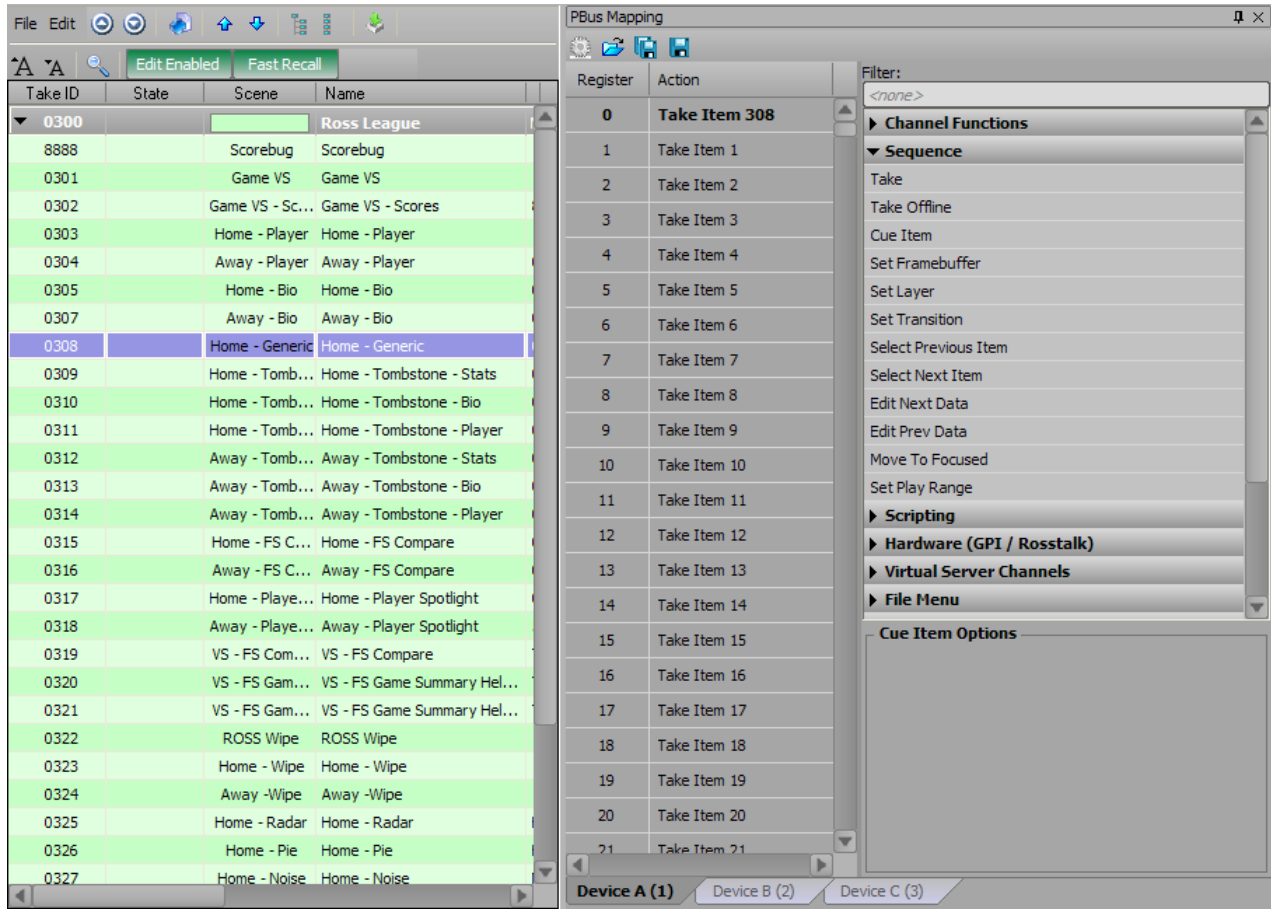 File Edit
A A Edit Enabled Fast Recall
Take ID State Scene Name
0300 Ross League
8888 Scorebug Scorebug
0301 Game VS Game VS
0302 Game VS - Sc... Game VS - Scores
0303 Home - Player Home - Player
0304 Away - Player Away - Player
0305 Home - Bio Home - Bio
0307 Away - Bio Away - Bio
0308 Home - Generic Home - Generic
0309 Home - Tomb... Home - Tombstone - Stats
0310 Home - Tomb... Home - Tombstone - Bio
0311 Home - Tomb... Home - Tombstone - Player
0312 Away - Tomb... Away - Tombstone - Stats
0313 Away - Tomb... Away - Tombstone - Bio
0314 Away - Tomb... Away - Tombstone - Player
0315 Home - FS C... Home - FS Compare
0316 Away - FS C... Away - FS Compare
0317 Home - Playe... Home - Player Spotlight
0318 Away - Playe... Away - Player Spotlight
0319 VS - FS Com... VS - FS Compare
0320 VS - FS Gam... VS - FS Game Summary Hel...
0321 VS - FS Gam... VS - FS Game Summary Hel...
0322 ROSS Wipe ROSS Wipe
0323 Home - Wipe Home - Wipe
0324 Away -Wipe Away -Wipe
0325 Home - Radar Home - Radar
0326 Home - Pie Home - Pie
0327 Home - Noise Home - Noise
PBus Mapping
Register Action
0 Take Item 308
1 Take Item 1
2 Take Item 2
3 Take Item 3
4 Take Item 4
5 Take Item 5
6 Take Item 6
7 Take Item 7
8 Take Item 8
9 Take Item 9
10 Take Item 10
11 Take Item 11
12 Take Item 12
13 Take Item 13
14 Take Item 14
15 Take Item 15
16 Take Item 16
17 Take Item 17
18 Take Item 18
19 Take Item 19
20 Take Item 20
21 Take Item 21
Filter:
<none>
Channel Functions
Sequence
Take
Take Offline
Cue Item
Set Framebuffer
Set Layer
Set Transition
Select Previous Item
Select Next Item
Edit Next Data
Edit Prev Data
Move To Focused
Set Play Range
Scripting
Hardware (GPI / Rosstalk)
Virtual Server Channels
File Menu
Cue Item Options
Device A (1) Device B (2) Device C (3)